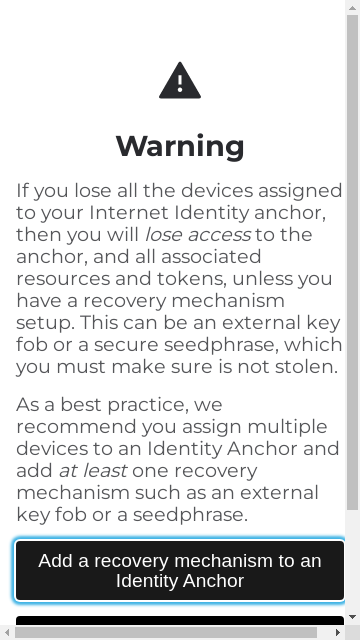 Warning
If you lose all the devices assigned
to your Internet Identity anchor,
then you will lose access to the
anchor, and all associated
resources and tokens, unless you
have a recovery mechanism
setup. This can be an external key
fob or a secure seedphrase, which
you must make sure is not stolen.
As a best practice, we
recommend you assign multiple
devices to an Identity Anchor and
add at least one recovery
mechanism such as an external
key fob or a seedphrase.
Add a recovery mechanism to an
Identity Anchor